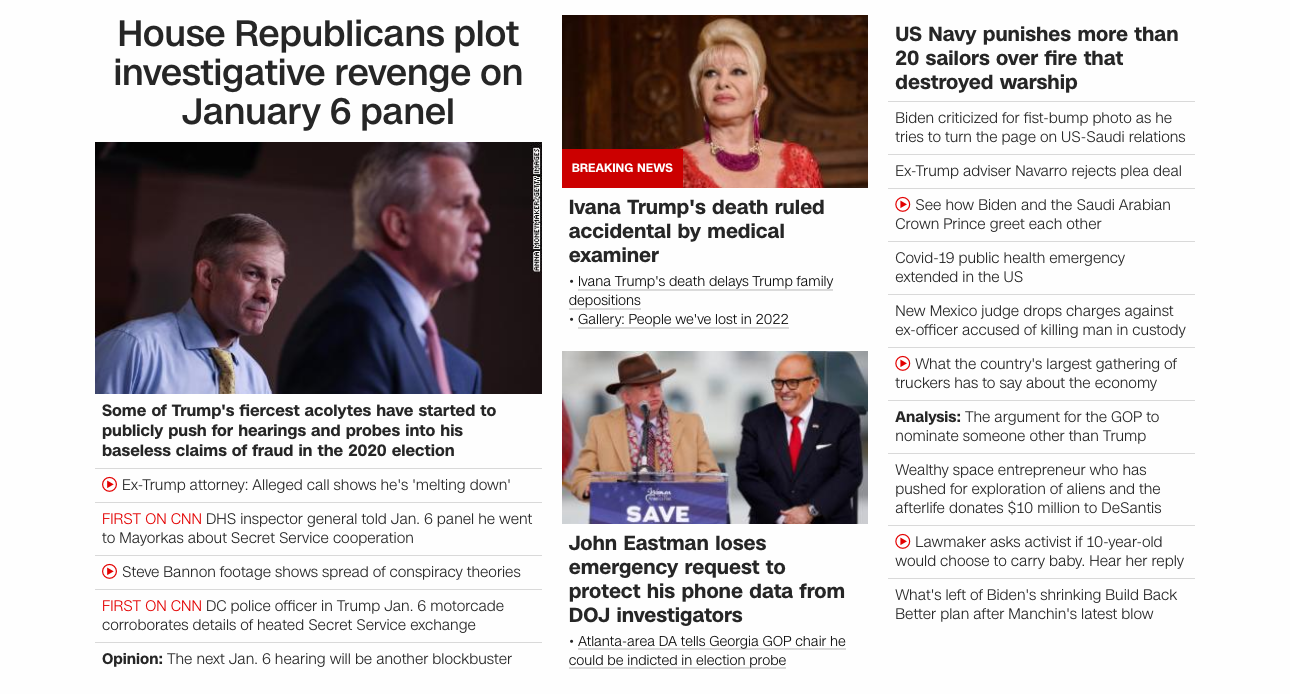 House Republicans plot
investigative revenge on
January 6 panel
ANNA MONEYMAKER/GETTY IMAGES
Some of Trump's fiercest acolytes have started to
publicly push for hearings and probes into his
baseless claims of fraud in the 2020 election
Ex-Trump attorney: Alleged call shows he's 'melting down'
FIRST ON CNN DHS inspector general told Jan. 6 panel he went
to Mayorkas about Secret Service cooperation
Steve Bannon footage shows spread of conspiracy theories
FIRST ON CNN DC police officer in Trump Jan. 6 motorcade
corroborates details of heated Secret Service exchange
Opinion: The next Jan. 6 hearing will be another blockbuster
BREAKING NEWS
Ivana Trump's death ruled
accidental by medical
examiner
• Ivana Trump's death delays Trump family
depositions
• Gallery: People we've lost in 2022
SAVE
John Eastman loses
emergency request to
protect his phone data from
DOJ investigators
• Atlanta-area DA tells Georgia GOP chair he
could be indicted in election probe
US Navy punishes more than
20 sailors over fire that
destroyed warship
Biden criticized for fist-bump photo as he
tries to turn the page on US-Saudi relations
Ex-Trump adviser Navarro rejects plea deal
See how Biden and the Saudi Arabian
Crown Prince greet each other
Covid-19 public health emergency
extended in the US
New Mexico judge drops charges against
ex-officer accused of killing man in custody
What the country's largest gathering of
truckers has to say about the economy
Analysis: The argument for the GOP to
nominate someone other than Trump
Wealthy space entrepreneur who has
pushed for exploration of aliens and the
afterlife donates $10 million to DeSantis
Lawmaker asks activist if 10-year-old
would choose to carry baby. Hear her reply
What's left of Biden's shrinking Build Back
Better plan after Manchin's latest blow